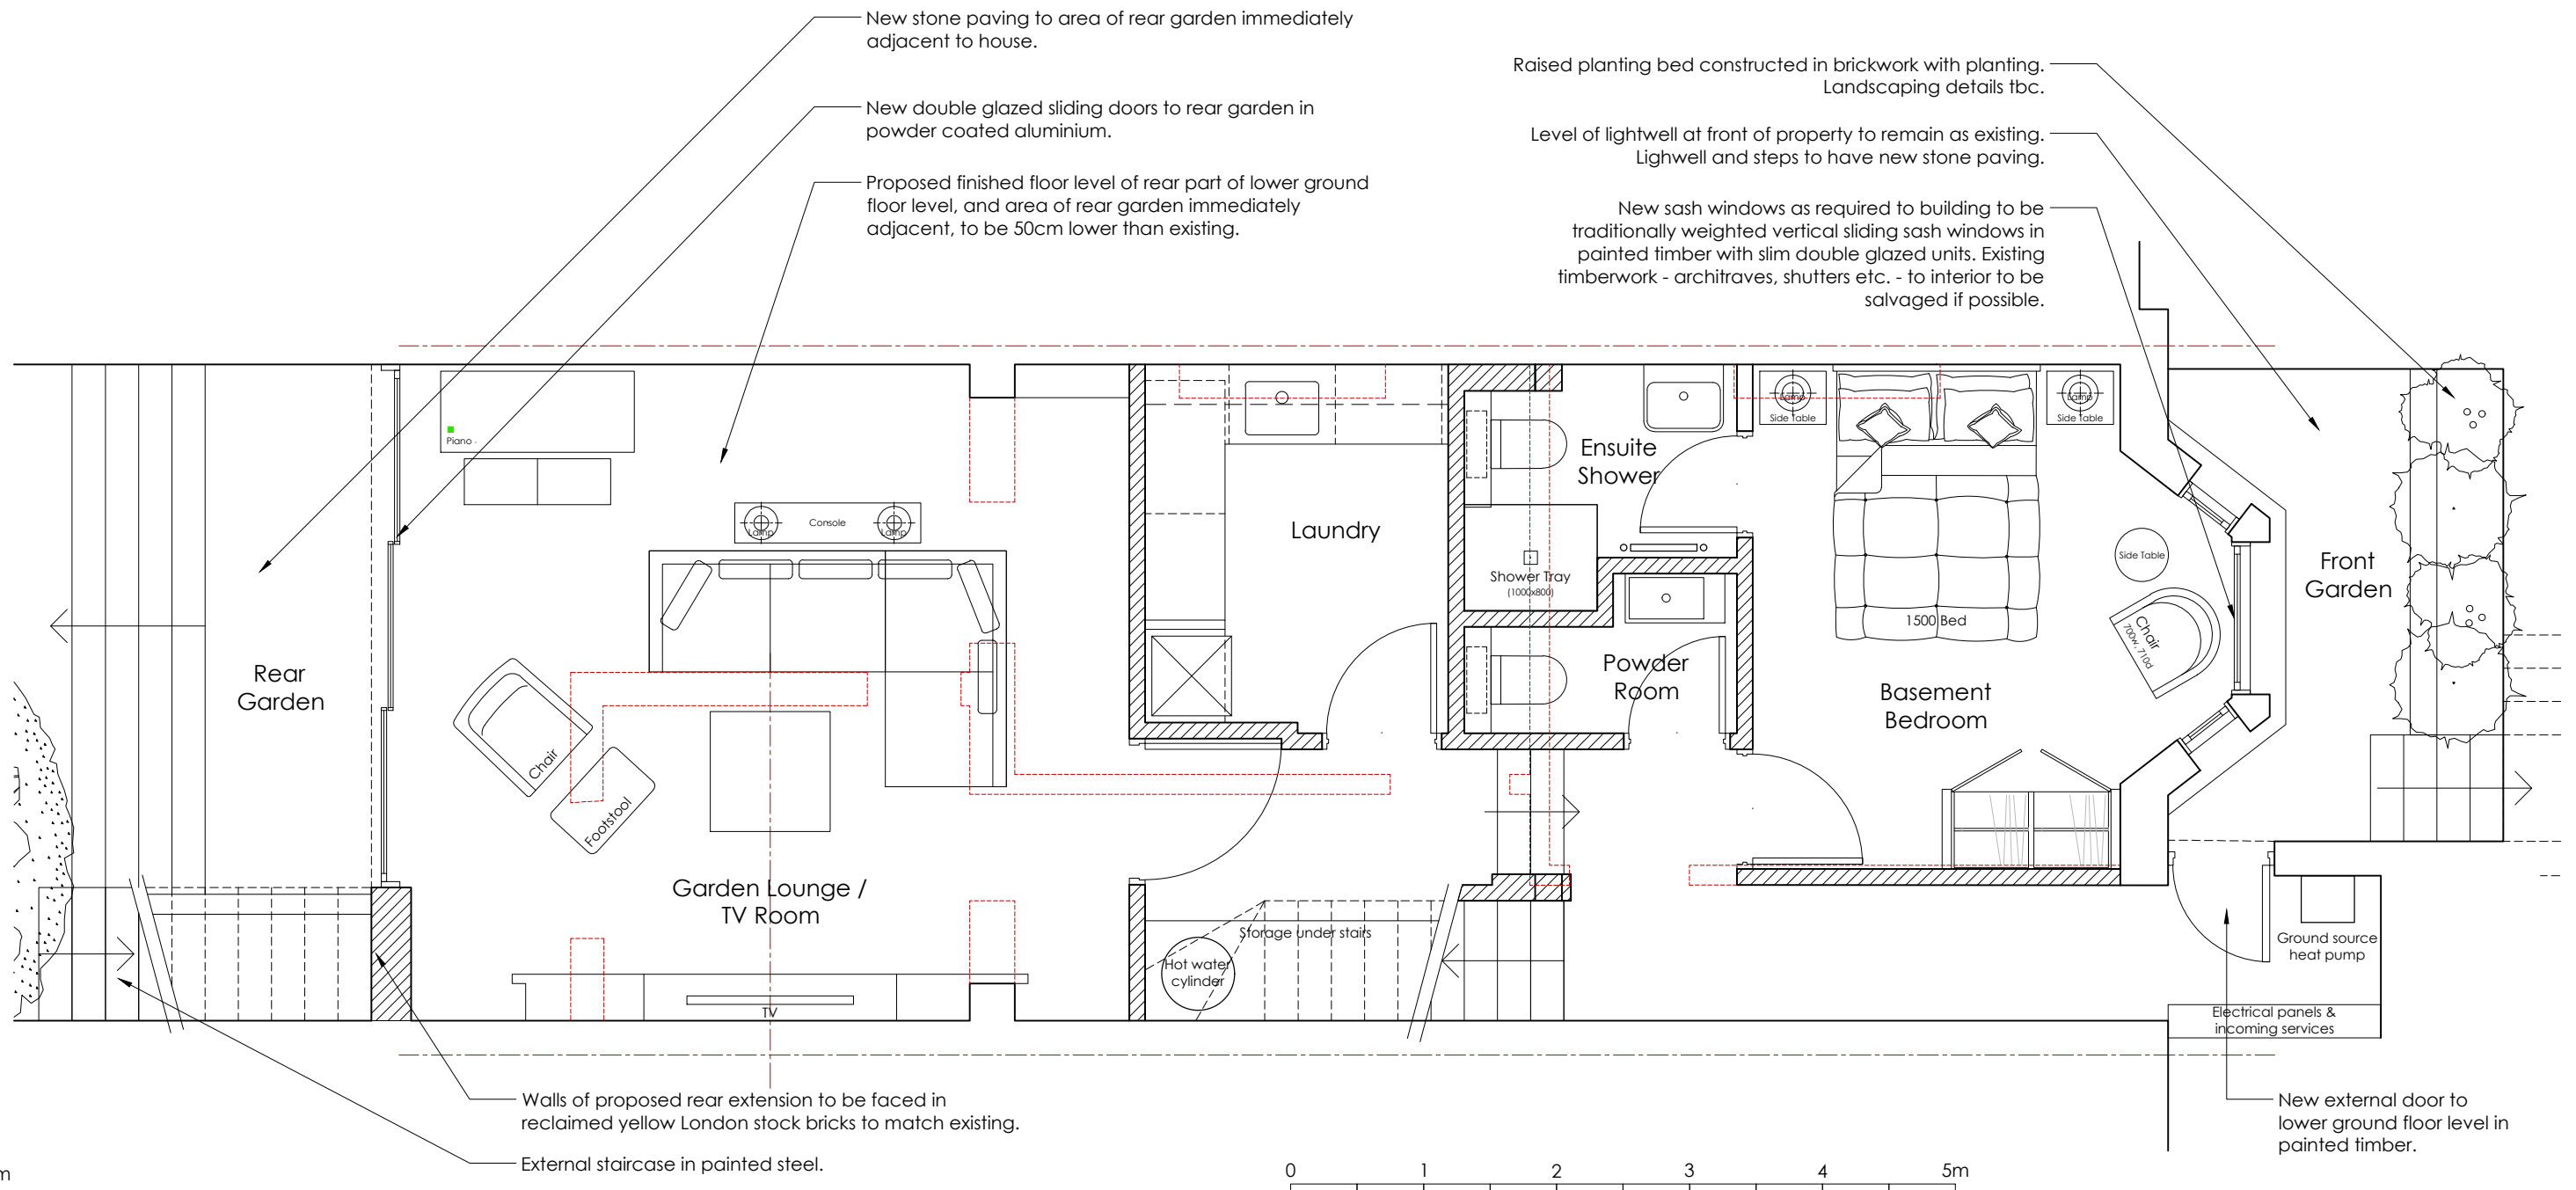 New stone paving to area of rear garden immediately
adjacent to house.
New double glazed sliding doors to rear garden in
powder coated aluminium.
Proposed finished floor level of rear part of lower ground
floor level, and area of rear garden immediately
adjacent, to be 50cm lower than existing.
Raised planting bed constructed in brickwork with planting.
Landscaping details tbc.
Level of lightwell at front of property to remain as existing.
Lighwell and steps to have new stone paving.
New sash windows as required to building to be
traditionally weighted vertical sliding sash windows in
painted timber with slim double glazed units. Existing
timberwork - architraves, shutters etc. - to interior to be
salvaged if possible.
Piano
Lamp
Console
Lamp
Chair
Footstool
Rear
Garden
Garden Lounge /
TV Room
TV
Laundry
Ensuite
Shower
Shower Tray
(1000x800)
Powder
Room
Lamp
Side Table
Lamp
Side Table
1500 Bed
Side Table
Chair
700w, 710d
Basement
Bedroom
Front
Garden
Storage under stairs
Hot water
cylinder
Ground source
heat pump
Electrical panels &
incoming services
Walls of proposed rear extension to be faced in
reclaimed yellow London stock bricks to match existing.
External staircase in painted steel.
New external door to
lower ground floor level in
painted timber.
m
0 1 2 3 4 5m